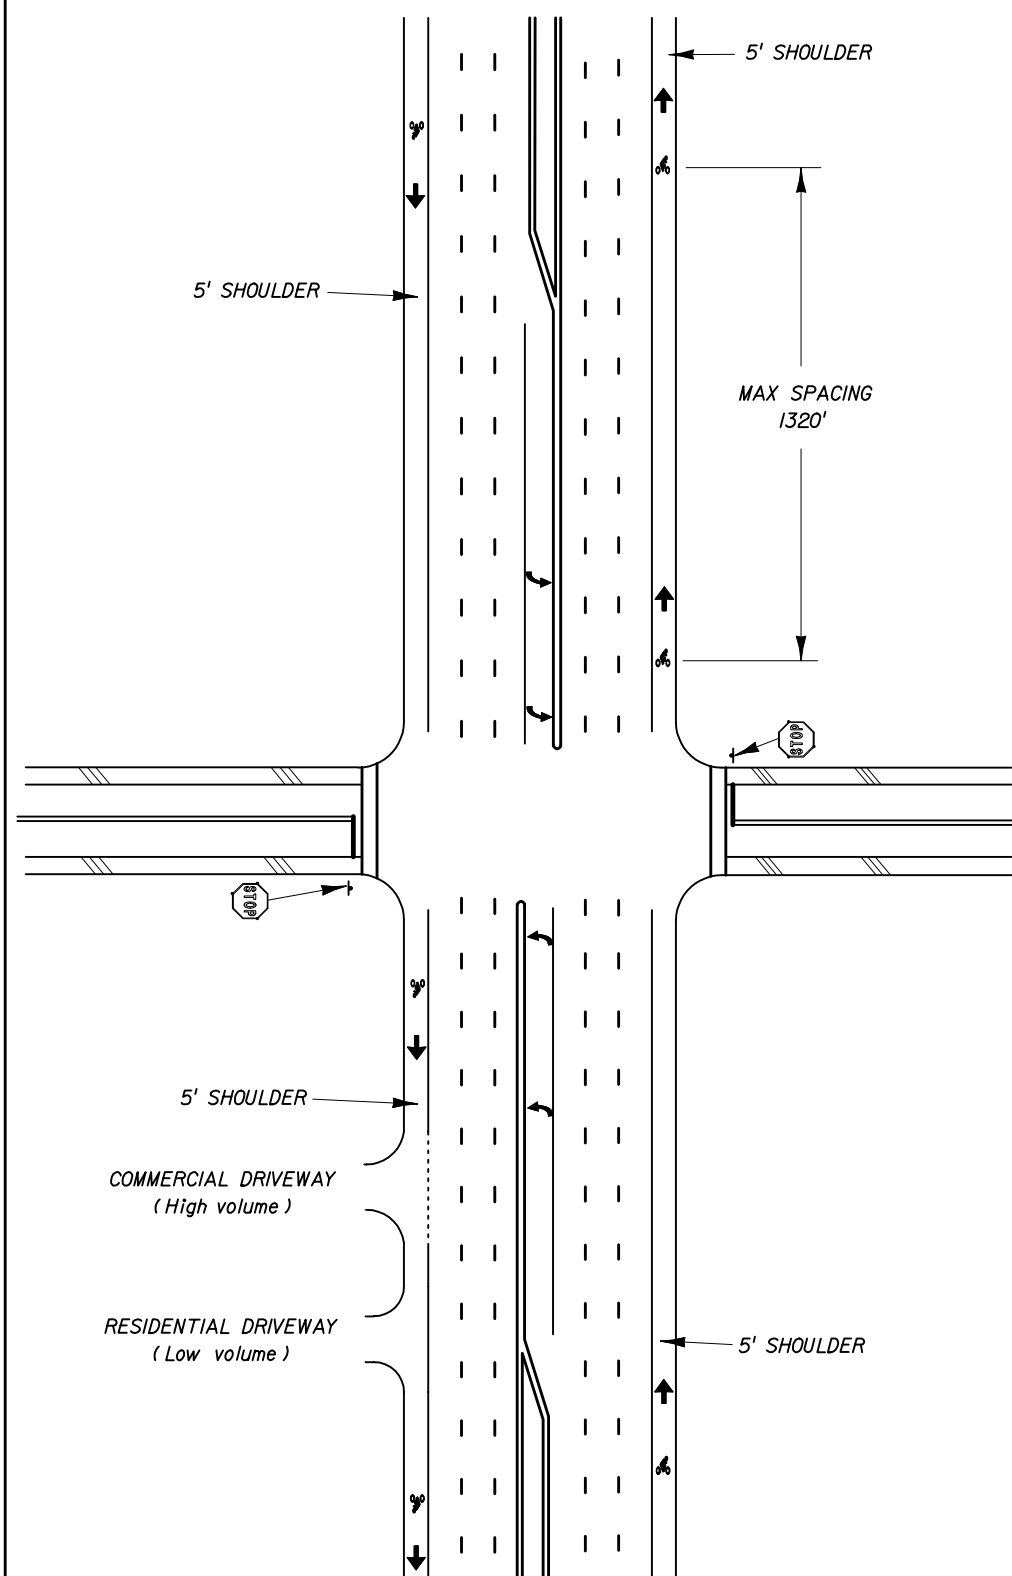 5' SHOULDER
5' SHOULDER
MAX SPACING
1320'
STOP
STOP
5' SHOULDER
COMMERCIAL DRIVEWAY
(High volume)
RESIDENTIAL DRIVEWAY
(Low volume)
5' SHOULDER